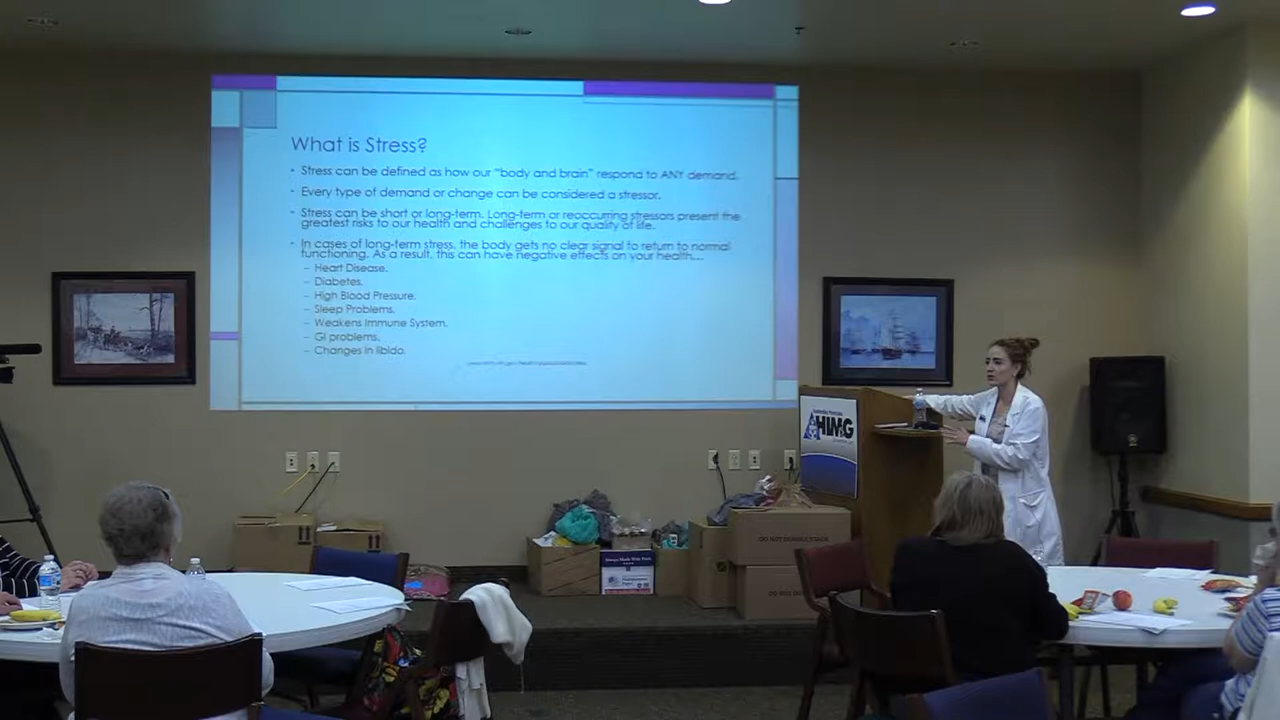 What is Stress?
Stress can be defined as how our “body and brain” respond to ANY demand.
Every type of demand or change can be considered a stressor.
Stress can be short or long-term. Long-term or reoccurring stressors present the
greatest risks to our health and challenges to our quality of life.
In cases of long-term stress, the body gets no clear signal to return to normal
functioning. As a result, this can have negative effects on your health....
– Heart Disease.
– Diabetes.
– High Blood Pressure.
– Sleep Problems.
– Weakens Immune System.
– GI problems.
– Changes in libido.
HIMG
DO NOT DOUBLE STACK
DO NOT DO